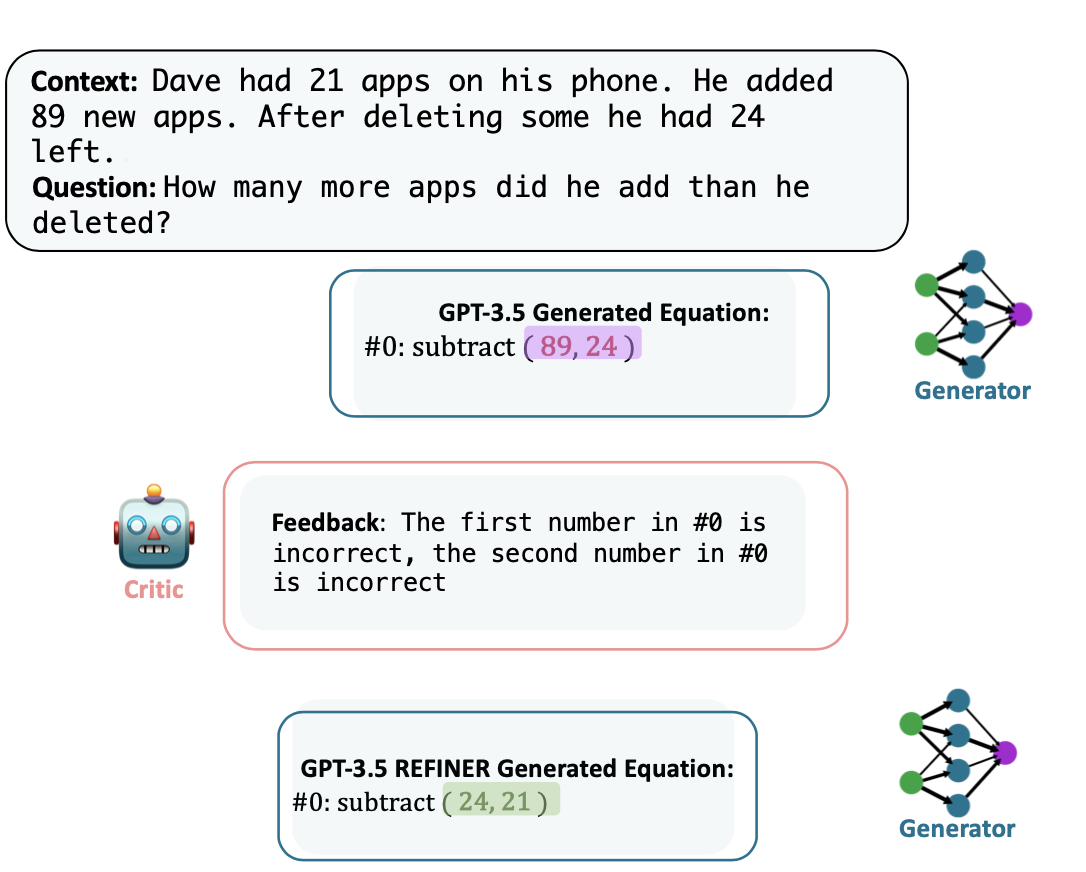 Context: Dave had 21 apps on his phone. He added
89 new apps. After deleting some he had 24
left.
Question: How many more apps did he add than he
deleted?
GPT-3.5 Generated Equation:
#0: subtract ( 89, 24 )
Generator
Feedback: The first number in #0 is
incorrect, the second number in #0
is incorrect
Critic
GPT-3.5 REFINER Generated Equation:
#0: subtract ( 24, 21 )
Generator